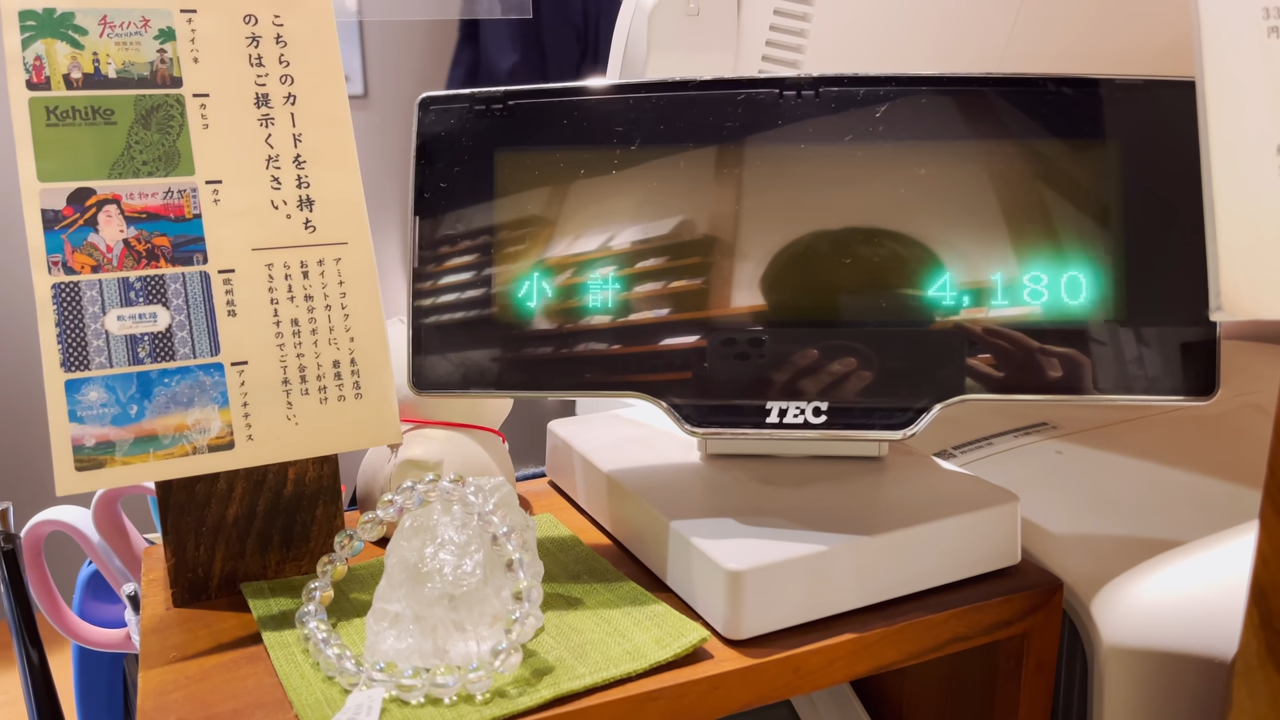 こちらのカードをお持ち
の方はご提示ください。
アミナコレクション系列店の
ポイントカードに、岩座での
お買い物分のポイントが付け
られます。後付けや合算は
できかねますのでご了承下さい。
チャイハネ
チャイハネ
CAYHANE
カヒコ
Kahiko
カヤ
カヤ
欧州航路
欧州航路
アメツチテラス
小計 4,180
TEC
33
円